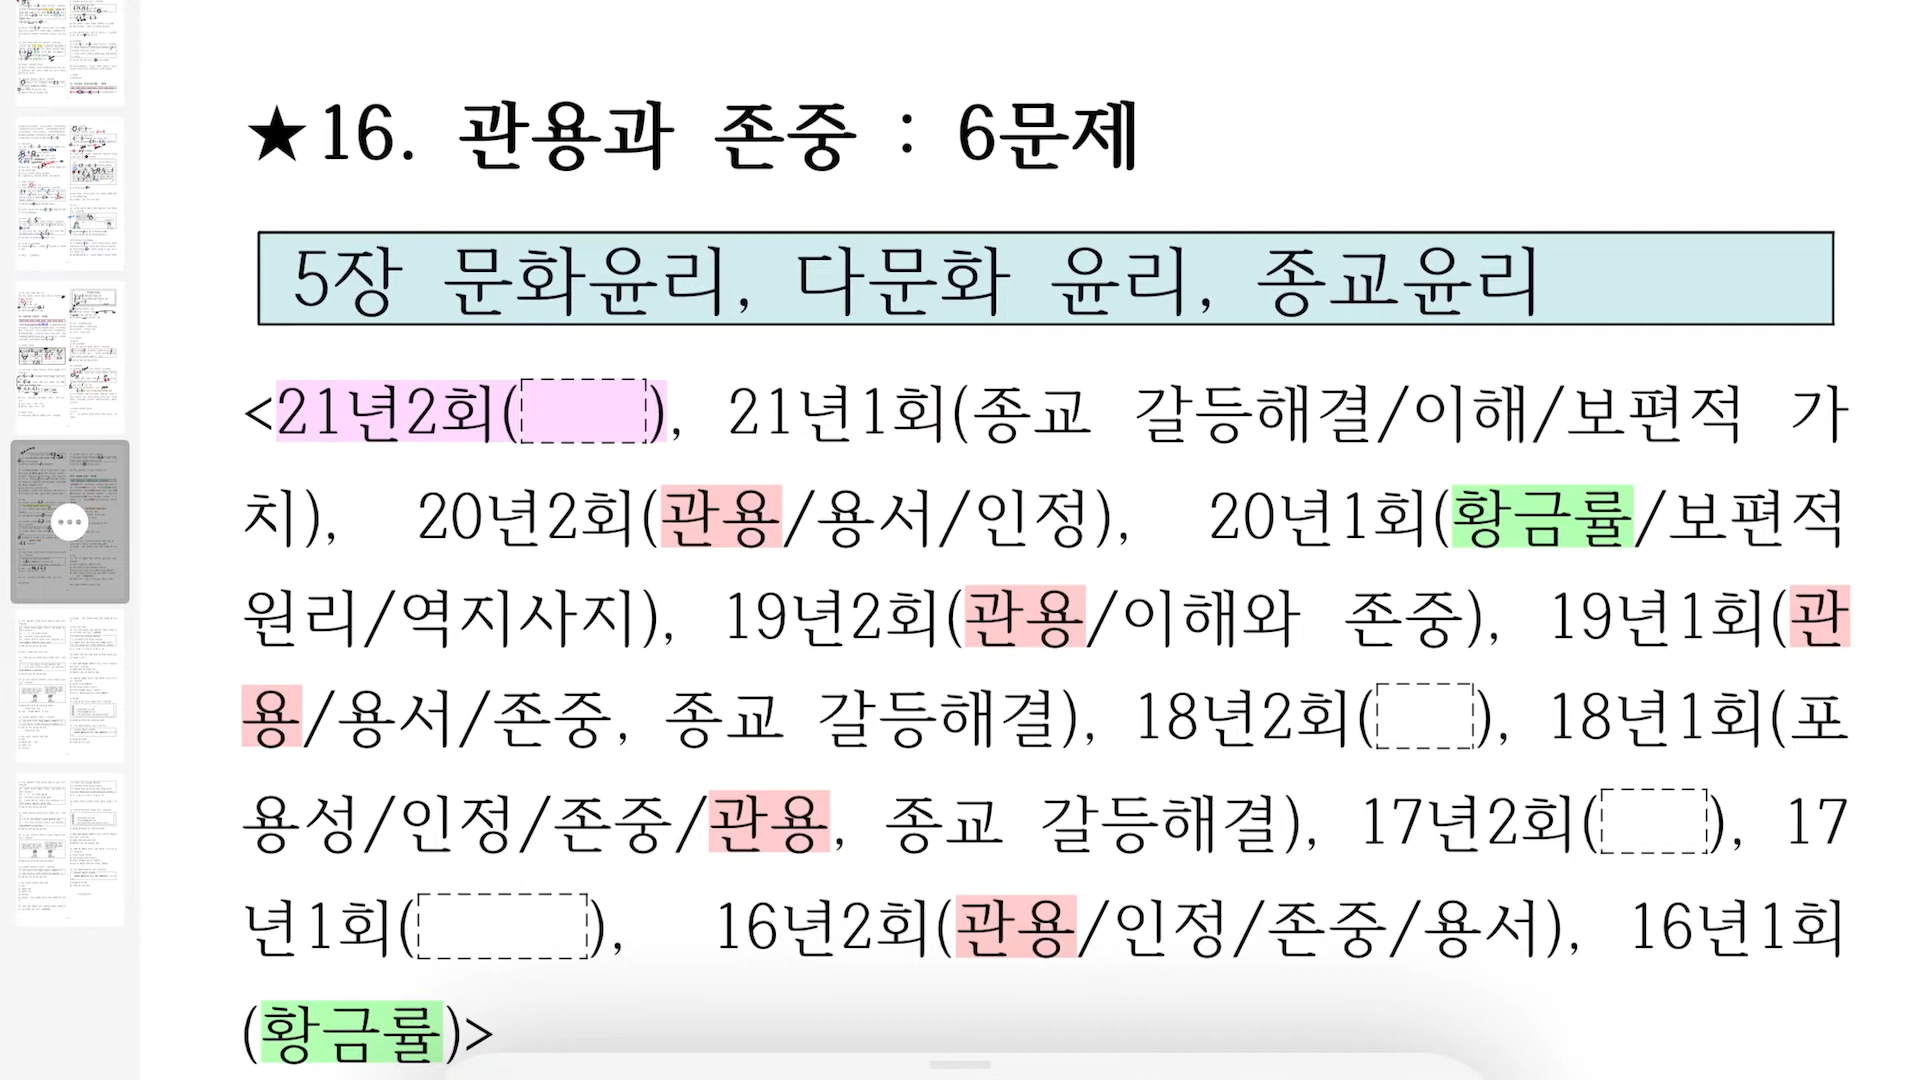 ★16. 관용과 존중 : 6문제
5장 문화윤리, 다문화 윤리, 종교윤리
<21년2회( ), 21년1회(종교 갈등해결/이해/보편적 가
치), 20년2회(관용/용서/인정), 20년1회(황금률/보편적
원리/역지사지), 19년2회(관용/이해와 존중), 19년1회(관
용/용서/존중, 종교 갈등해결), 18년2회( ), 18년1회(포
용성/인정/존중/관용, 종교 갈등해결), 17년2회( ), 17
년1회( ), 16년2회(관용/인정/존중/용서), 16년1회
(황금률)>